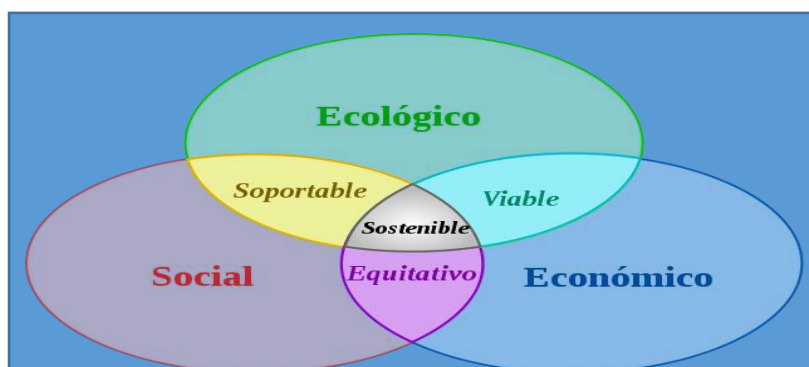 Ecológico
Soportable
Viable
Sostenible
Social
Equitativo
Económico